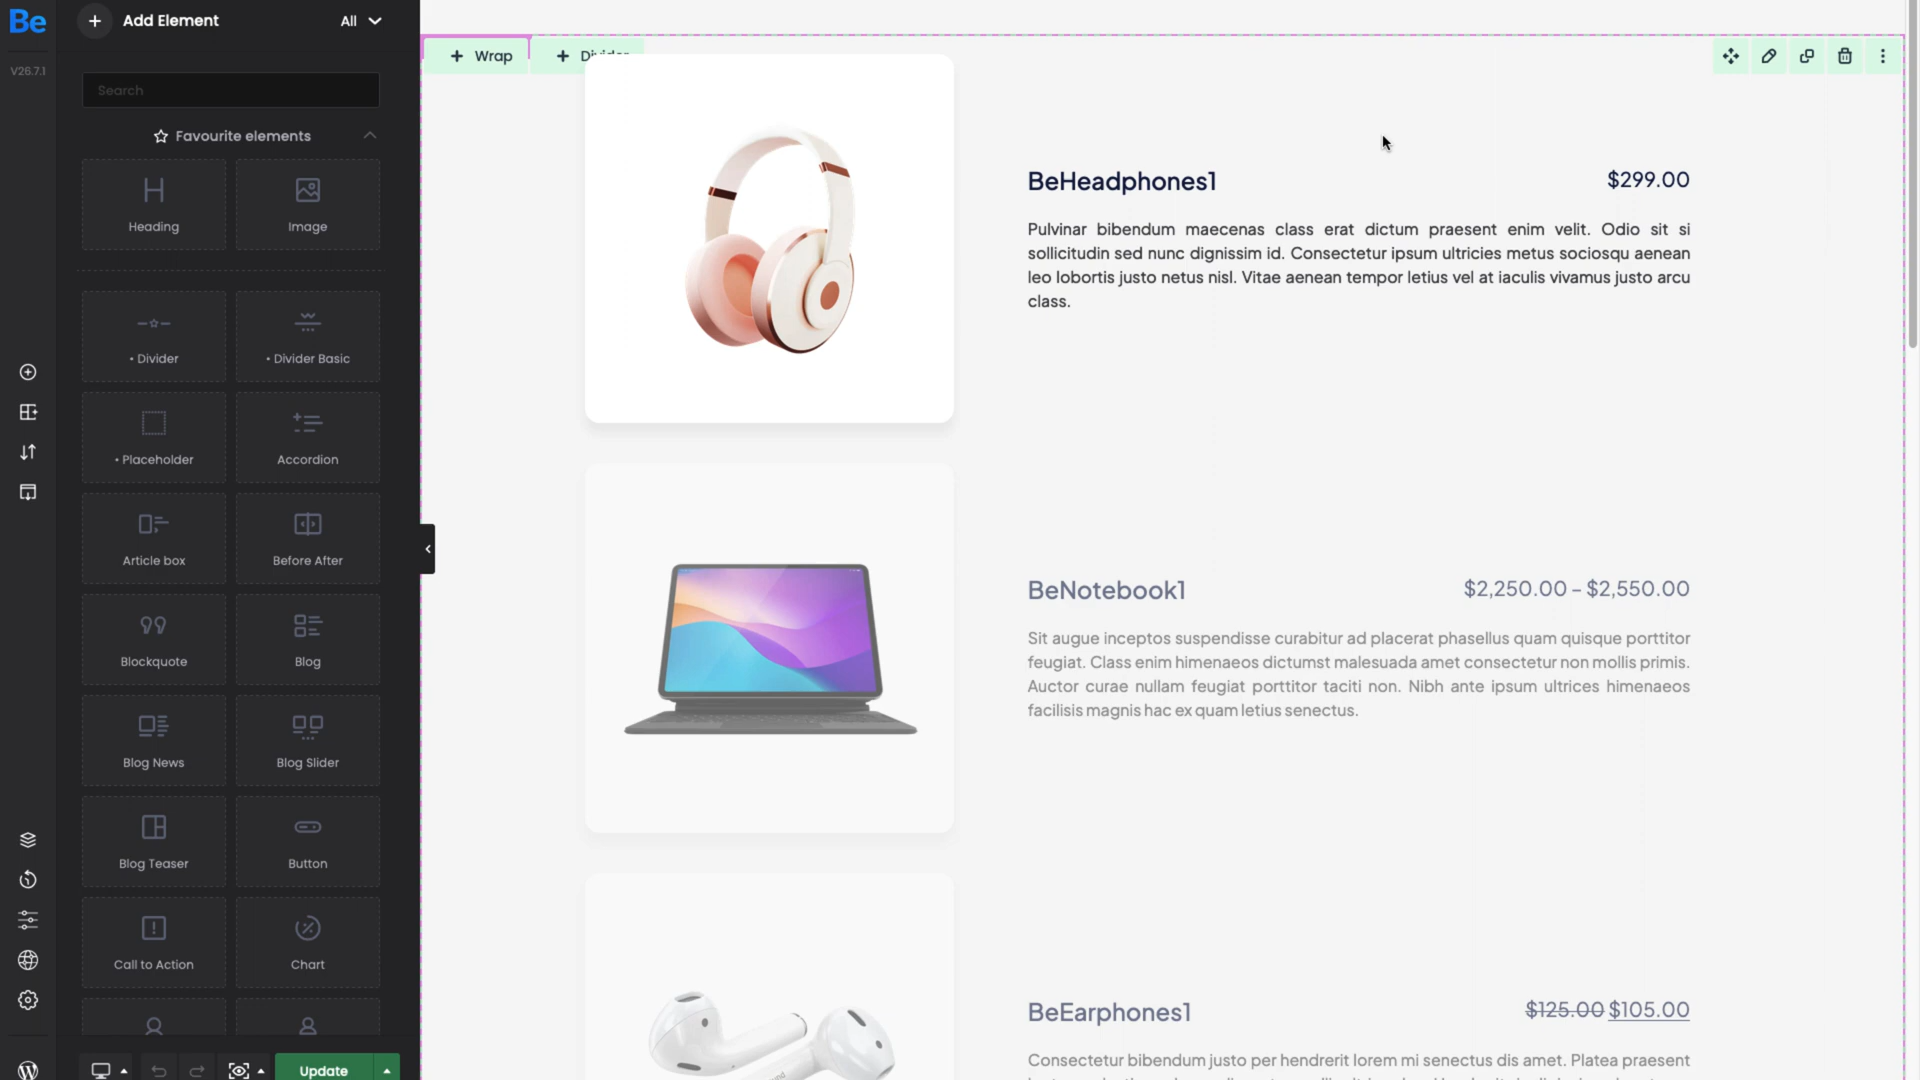 Be
Add Element
All
V26.7.1
Search
Favourite elements
Heading
Image
• Divider
• Divider Basic
• Placeholder
Accordion
Article box
Before After
Blockquote
Blog
Blog News
Blog Slider
Blog Teaser
Button
Call to Action
Chart
Update
+ Wrap
+ Divider
BeHeadphones1
$299.00
Pulvinar bibendum maecenas class erat dictum praesent enim velit. Odio sit si
sollicitudin sed nunc dignissim id. Consectetur ipsum ultricies metus sociosqu aenean
leo lobortis justo netus nisl. Vitae aenean tempor letius vel at iaculis vivamus justo arcu
class.
BeNotebook1
$2,250.00 – $2,550.00
Sit augue inceptos suspendisse curabitur ad placerat phasellus quam quisque porttitor
feugiat. Class enim himenaeos dictumst malesuada amet consectetur non mollis primis.
Auctor curae nullam feugiat porttitor taciti non. Nibh ante ipsum ultrices himenaeos
facilisis magnis hac ex quam letius senectus.
BeEarphones1
$125.00 $105.00
Consectetur bibendum justo per hendrerit lorem mi senectus dis amet. Platea praesent